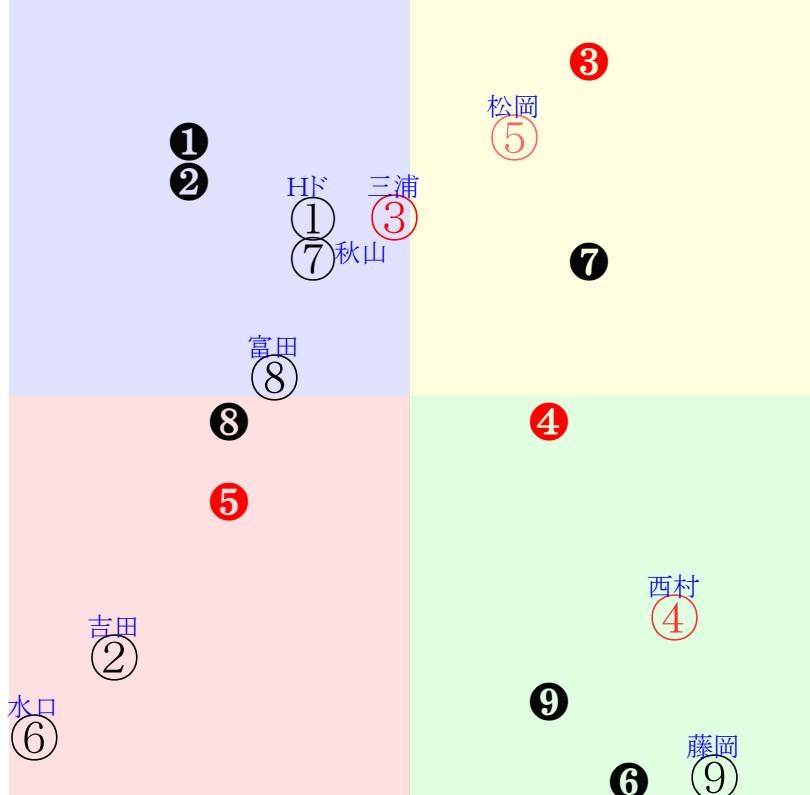 ❸
松岡
⑤
❶
❷
Hド 三浦
① ③
⑦ 秋山
❼
富田
⑧
❽ ❹
❺
西村
④
吉田
②
❾
水口
⑥
藤岡
❻ ⑨